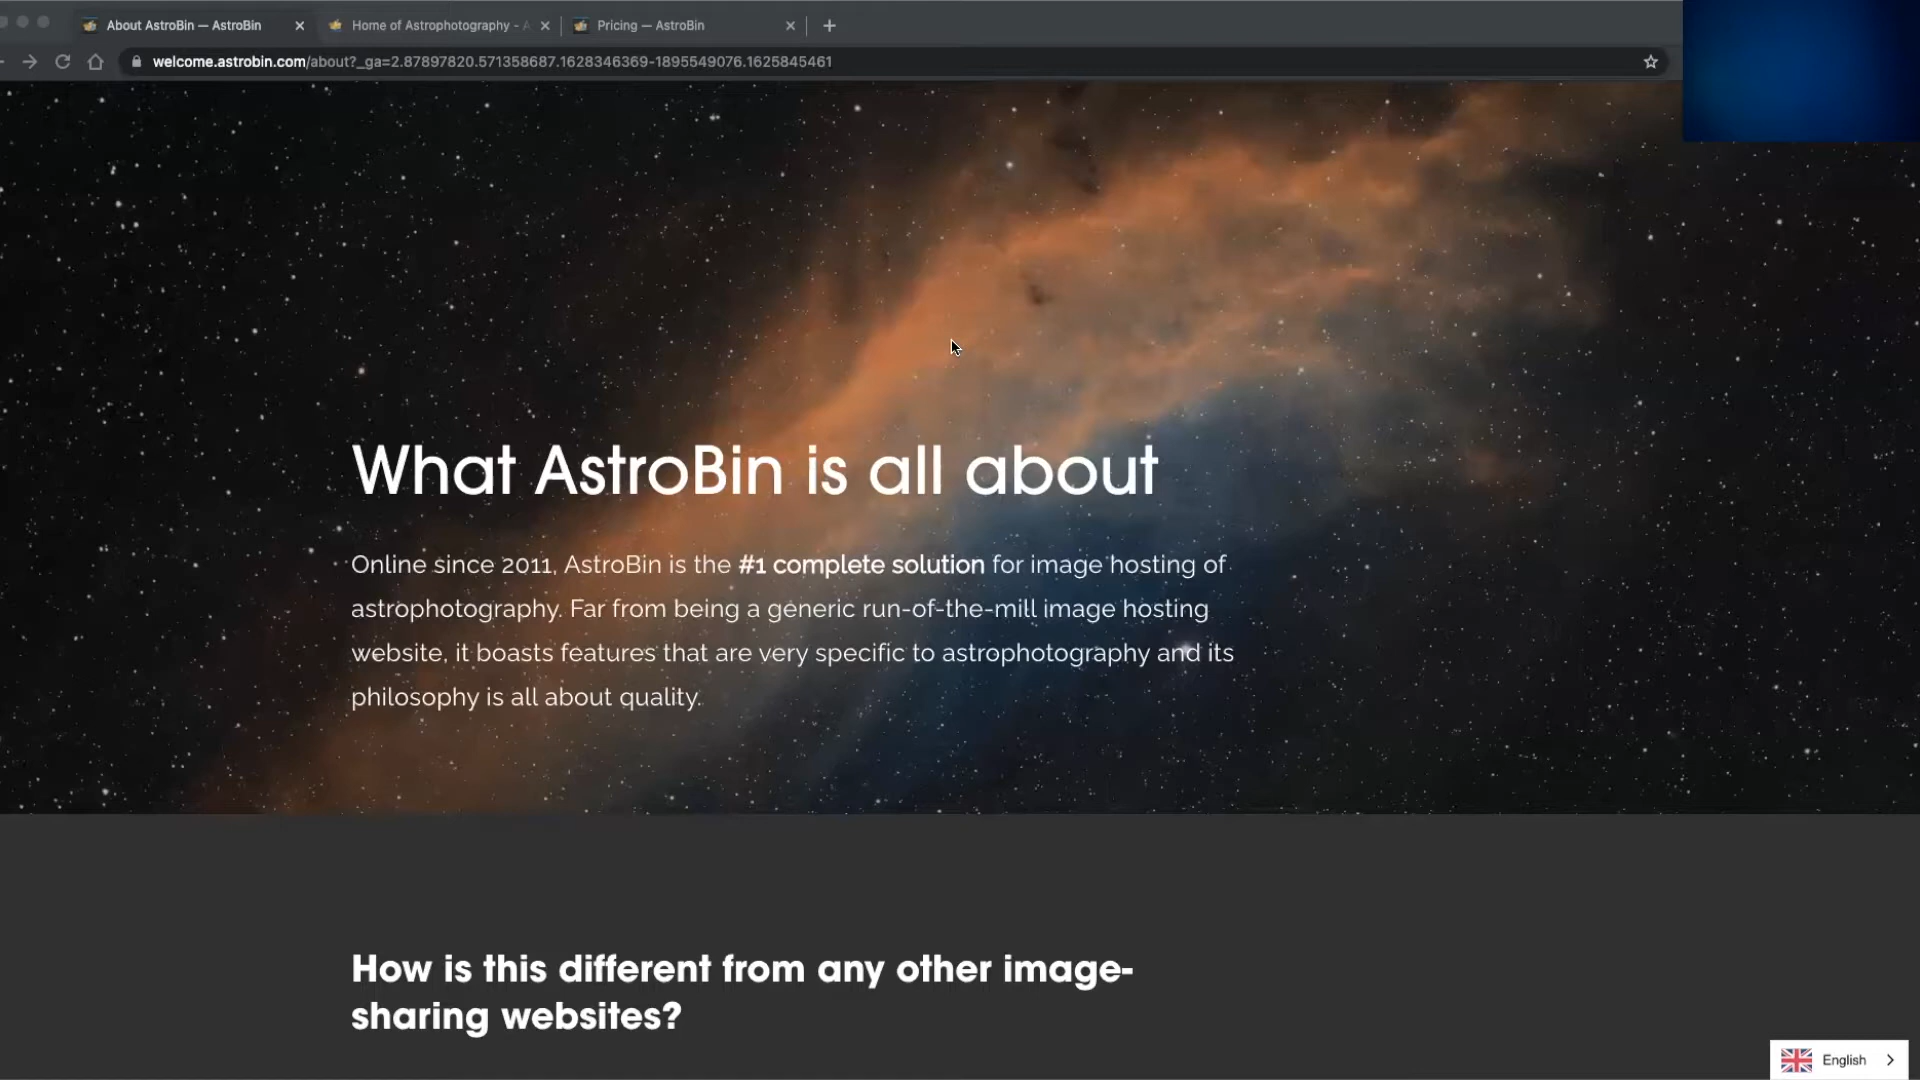 About AstroBin — AstroBin
Home of Astrophotography - A
Pricing — AstroBin
welcome.astrobin.com/about?_ga=2.87897820.571358687.1628346369-1895549076.1625845461
What AstroBin is all about
Online since 2011, AstroBin is the #1 complete solution for image hosting of
astrophotography. Far from being a generic run-of-the-mill image hosting
website, it boasts features that are very specific to astrophotography and its
philosophy is all about quality.
How is this different from any other image-
sharing websites?
English